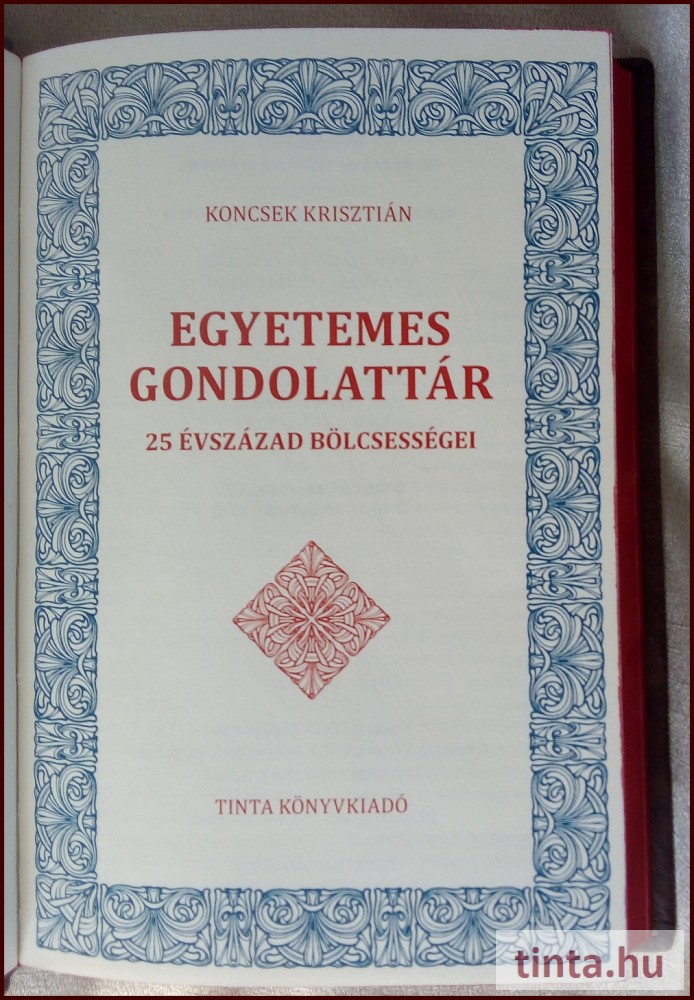 KONCSEK KRISZTIÁN
EGYETEMES
GONDOLATTÁR
25 ÉVSZÁZAD BÖLCSESSÉGEI
TINTA KÖNYVKIADÓ
tinta.hu